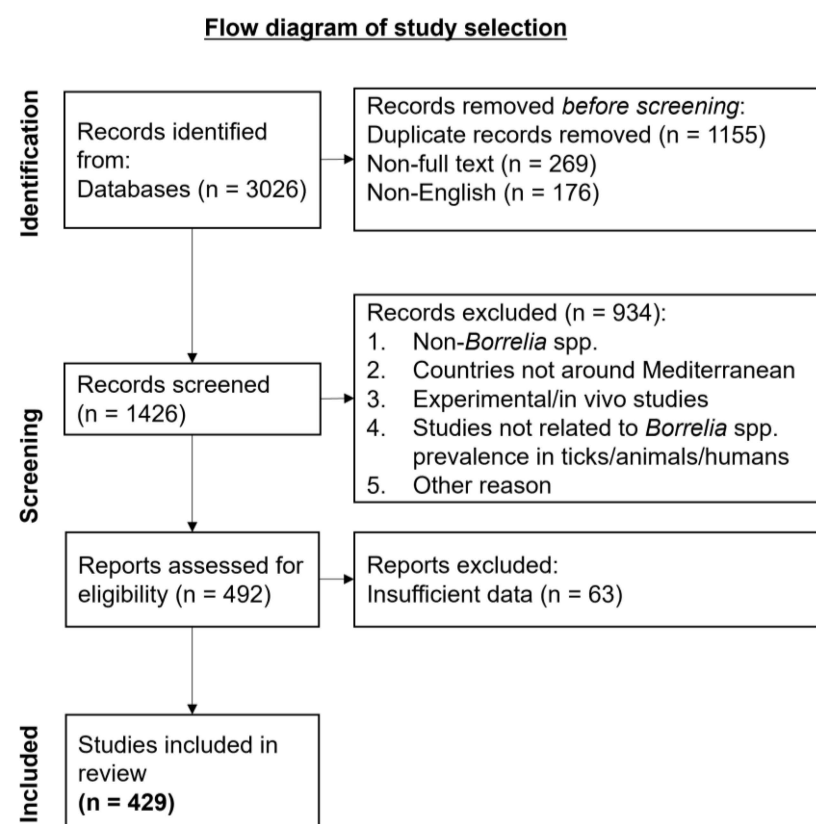 Flow diagram of study selection
Identification
Records identified
from:
Databases (n = 3026)
Records removed before screening:
Duplicate records removed (n = 1155)
Non-full text (n = 269)
Non-English (n = 176)
Screening
Records screened
(n = 1426)
Records excluded (n = 934):
1. Non-Borrelia spp.
2. Countries not around Mediterranean
3. Experimental/in vivo studies
4. Studies not related to Borrelia spp.
prevalence in ticks/animals/humans
5. Other reason
Reports assessed for
eligibility (n = 492)
Reports excluded:
Insufficient data (n = 63)
Included
Studies included in
review
(n = 429)